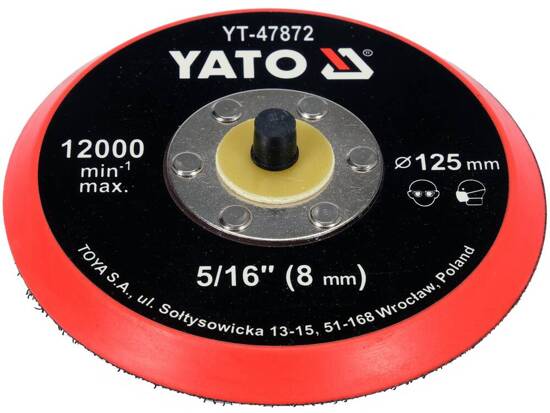 YT-47872
YATO ®
12000
min-1
max.
⌀125 mm
5/16" (8 mm)
TOYA S.A., ul. Sołtysowicka 13-15, 51-168 Wrocław, Poland